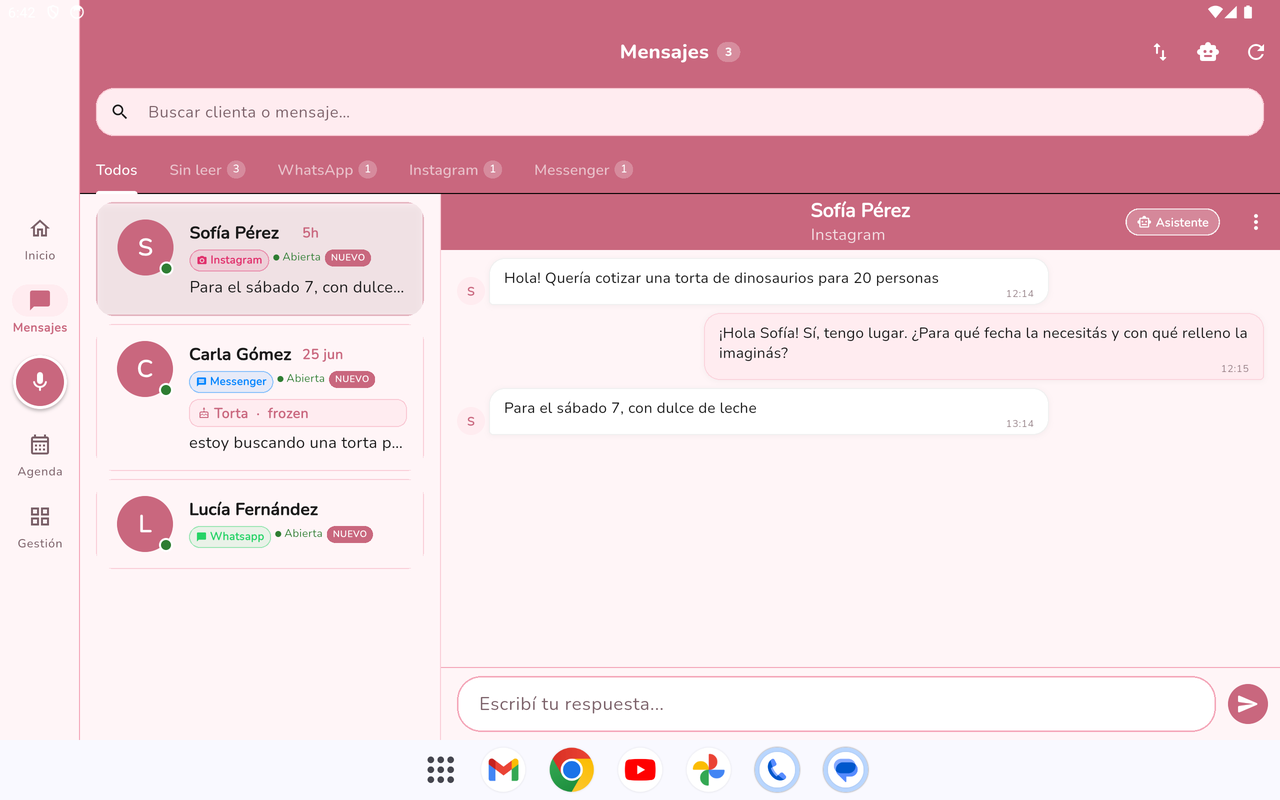 Mensajes 3
Buscar clienta o mensaje...
Todos
Sin leer 3
WhatsApp 1
Instagram 1
Messenger 1
Inicio
Mensajes
Agenda
Gestión
S
Sofía Pérez 5h
Instagram Abierta NUEVO
Para el sábado 7, con dulce...
C
Carla Gómez 25 jun
Messenger Abierta NUEVO
Torta · frozen
estoy buscando una torta p...
L
Lucía Fernández
Whatsapp Abierta NUEVO
Sofía Pérez
Instagram
Asistente
S
Hola! Quería cotizar una torta de dinosaurios para 20 personas
12:14
¡Hola Sofía! Sí, tengo lugar. ¿Para qué fecha la necesitás y con qué relleno la
imaginás?
12:15
S
Para el sábado 7, con dulce de leche
13:14
Escribí tu respuesta...